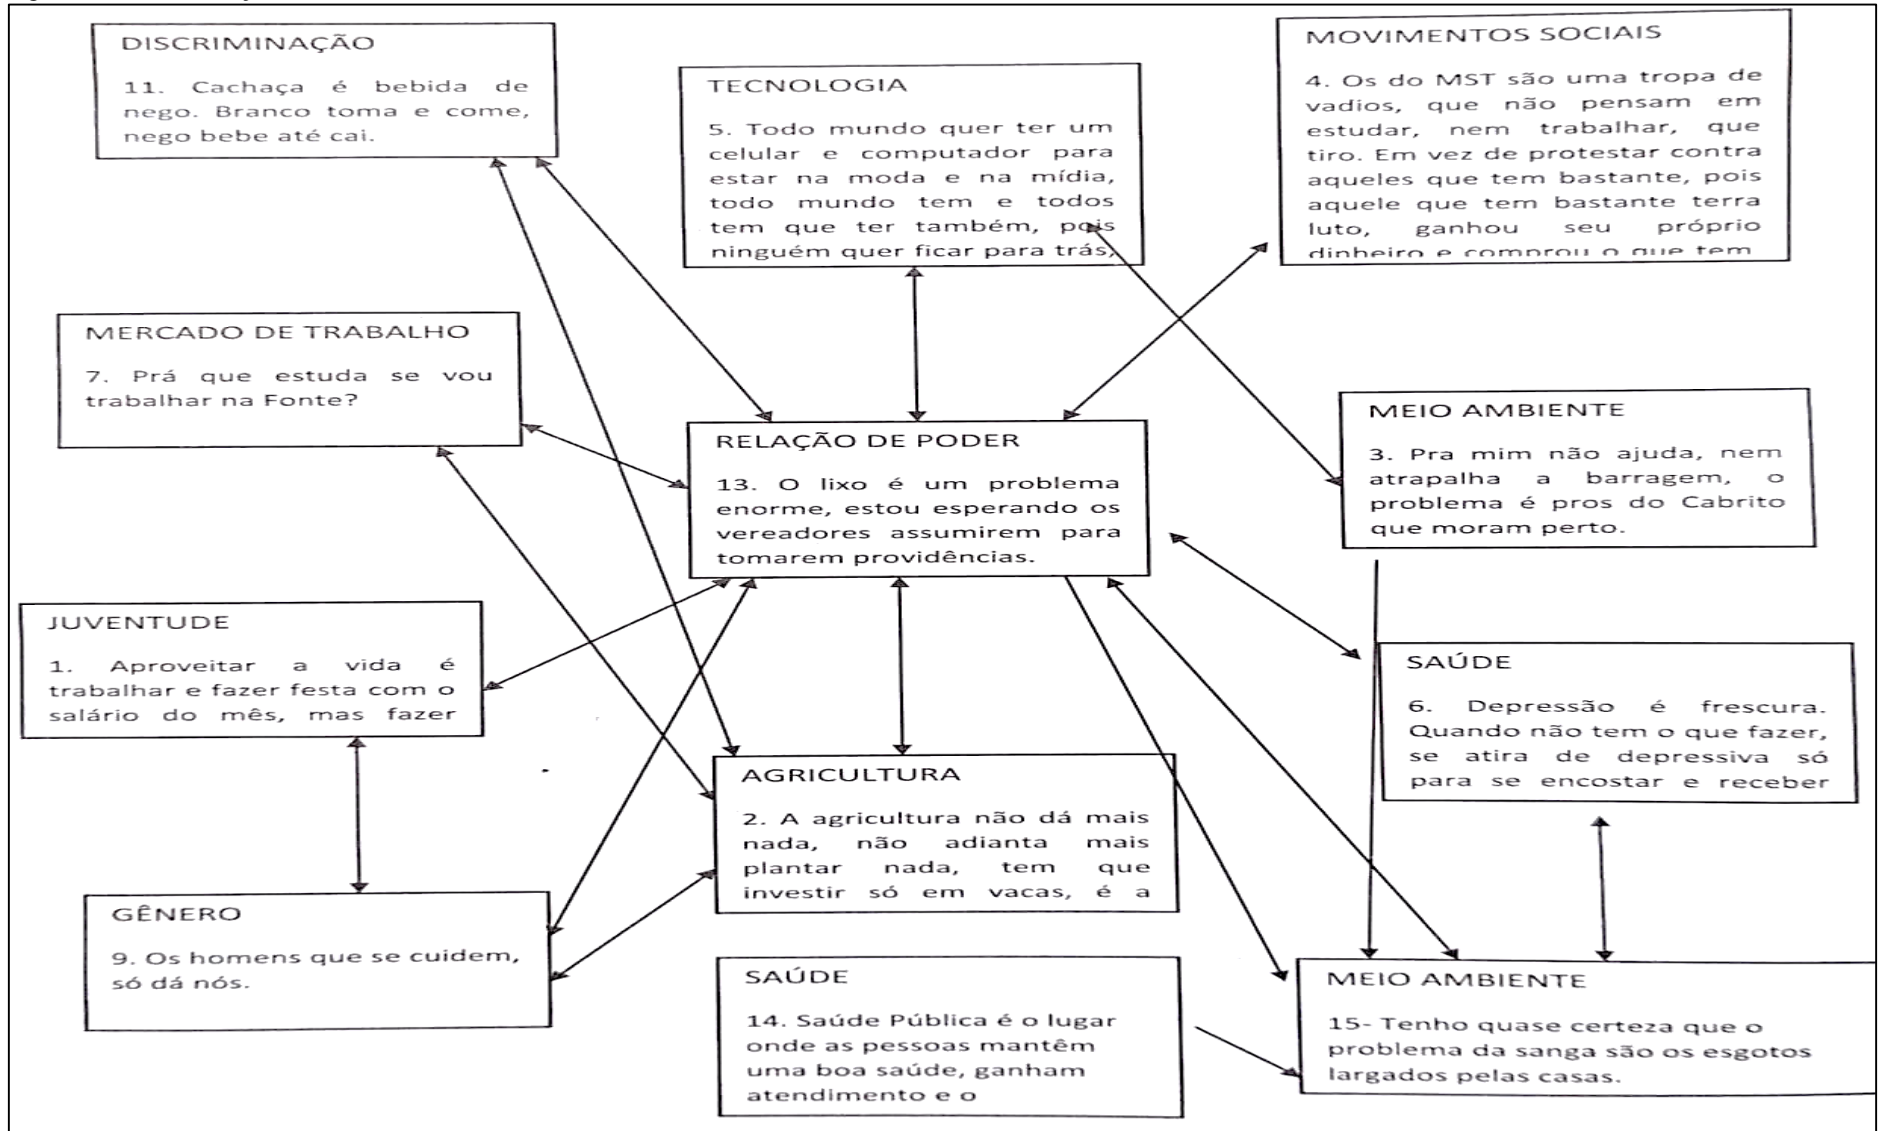 DISCRIMINAÇÃO
11. Cachaça é bebida de
nego. Branco toma e come,
nego bebe até cai.
TECNOLOGIA
5. Todo mundo quer ter um
celular e computador para
estar na moda e na mídia,
todo mundo tem e todos
tem que ter também, pois
ninguém quer ficar para trás,
MOVIMENTOS SOCIAIS
4. Os do MST são uma tropa de
vadios, que não pensam em
estudar, nem trabalhar, que
tiro. Em vez de protestar contra
aqueles que tem bastante, pois
aquele que tem bastante terra
luto, ganhou seu próprio
dinheiro e comprou o que tem
MERCADO DE TRABALHO
7. Prá que estuda se vou
trabalhar na Fonte?
RELAÇÃO DE PODER
13. O lixo é um problema
enorme, estou esperando os
vereadores assumirem para
tomarem providências.
MEIO AMBIENTE
3. Pra mim não ajuda, nem
atrapalha a barragem, o
problema é pros do Cabrito
que moram perto.
JUVENTUDE
1. Aproveitar a vida é
trabalhar e fazer festa com o
salário do mês, mas fazer
SAÚDE
6. Depressão é frescura.
Quando não tem o que fazer,
se atira de depressiva só
para se encostar e receber
AGRICULTURA
2. A agricultura não dá mais
nada, não adianta mais
plantar nada, tem que
investir só em vacas, é a
GÊNERO
9. Os homens que se cuidem,
só dá nós.
SAÚDE
14. Saúde Pública é o lugar
onde as pessoas mantêm
uma boa saúde, ganham
atendimento e o
MEIO AMBIENTE
15- Tenho quase certeza que o
problema da sanga são os esgotos
largados pelas casas.